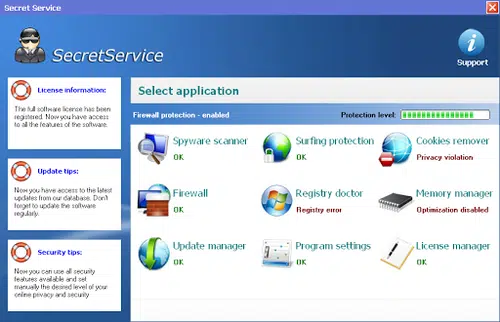 Secret Service
SecretService
Support
License information:
The full software license has been
registered. Now you have access
to all the features of the software.
Update tips:
Now you have access to the latest
updates from our database. Don't
forget to update the software
regularly.
Security tips:
Now you can use all security
features available and set
manually the desired level of your
online privacy and security
Select application
Firewall protection - enabled
Protection level:
Spyware scanner
OK
Surfing protection
OK
Cookies remover
Privacy violation
Firewall
OK
Registry doctor
Registry error
Memory manager
Optimization disabled
Update manager
OK
Program settings
OK
License manager
OK